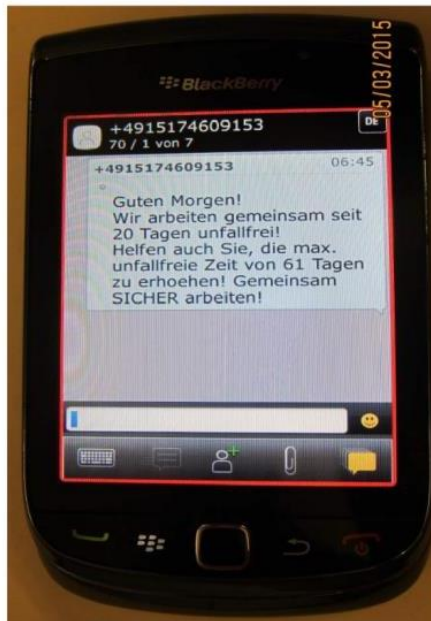 BlackBerry
05/03/2015
+4915174609153
DE
70 / 1 von 7
+4915174609153 06:45
Guten Morgen!
Wir arbeiten gemeinsam seit
20 Tagen unfallfrei!
Helfen auch Sie, die max.
unfallfreie Zeit von 61 Tagen
zu erhoehen! Gemeinsam
SICHER arbeiten!